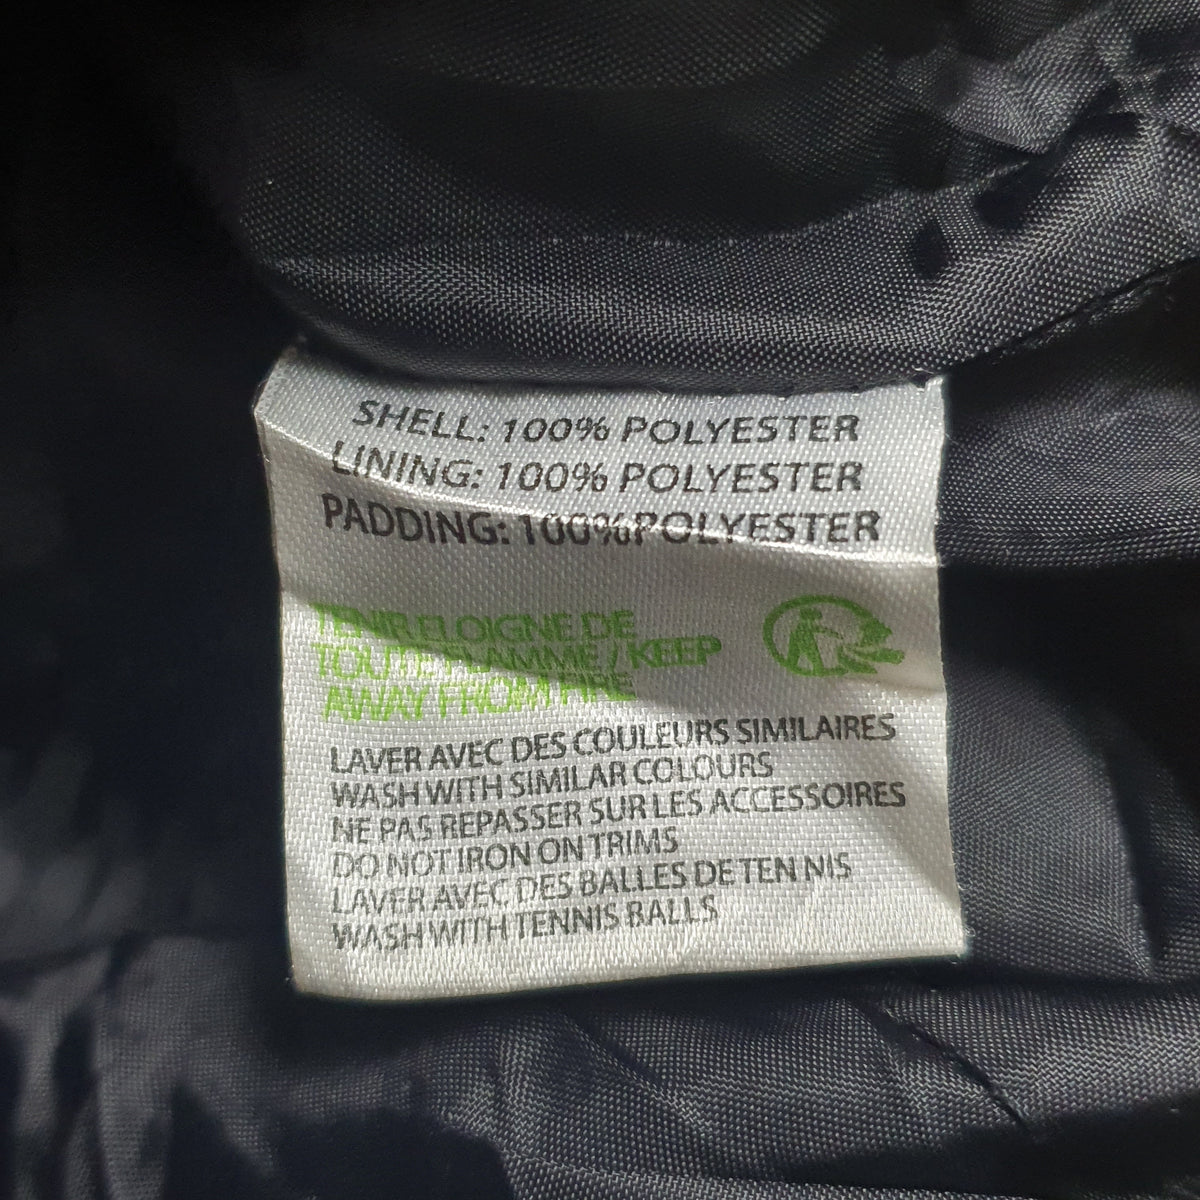 SHELL: 100% POLYESTER
LINING: 100% POLYESTER
PADDING: 100%POLYESTER
TENIR ELOIGNE DE
TOUTE FLAMME / KEEP
AWAY FROM FIRE
LAVER AVEC DES COULEURS SIMILAIRES
WASH WITH SIMILAR COLOURS
NE PAS REPASSER SUR LES ACCESSOIRES
DO NOT IRON ON TRIMS
LAVER AVEC DES BALLES DE TEN NIS
WASH WITH TENNIS BALLS